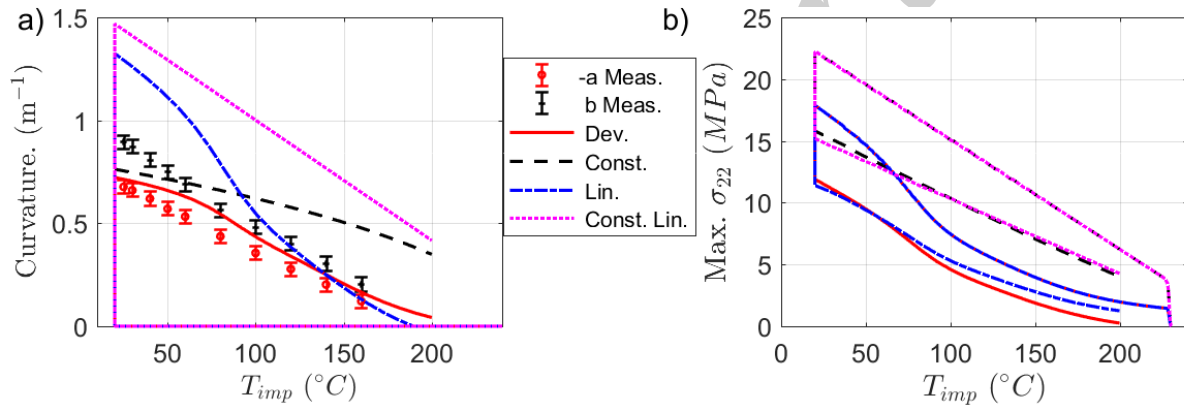 a)
Curvature. (m⁻¹)
1.5
1
0.5
0
50
100
150
200
T_imp (°C)
-a Meas.
b Meas.
Dev.
Const.
Lin.
Const. Lin.
b)
Max. σ₂₂ (MPa)
25
20
15
10
5
0
0
50
100
150
200
T_imp (°C)